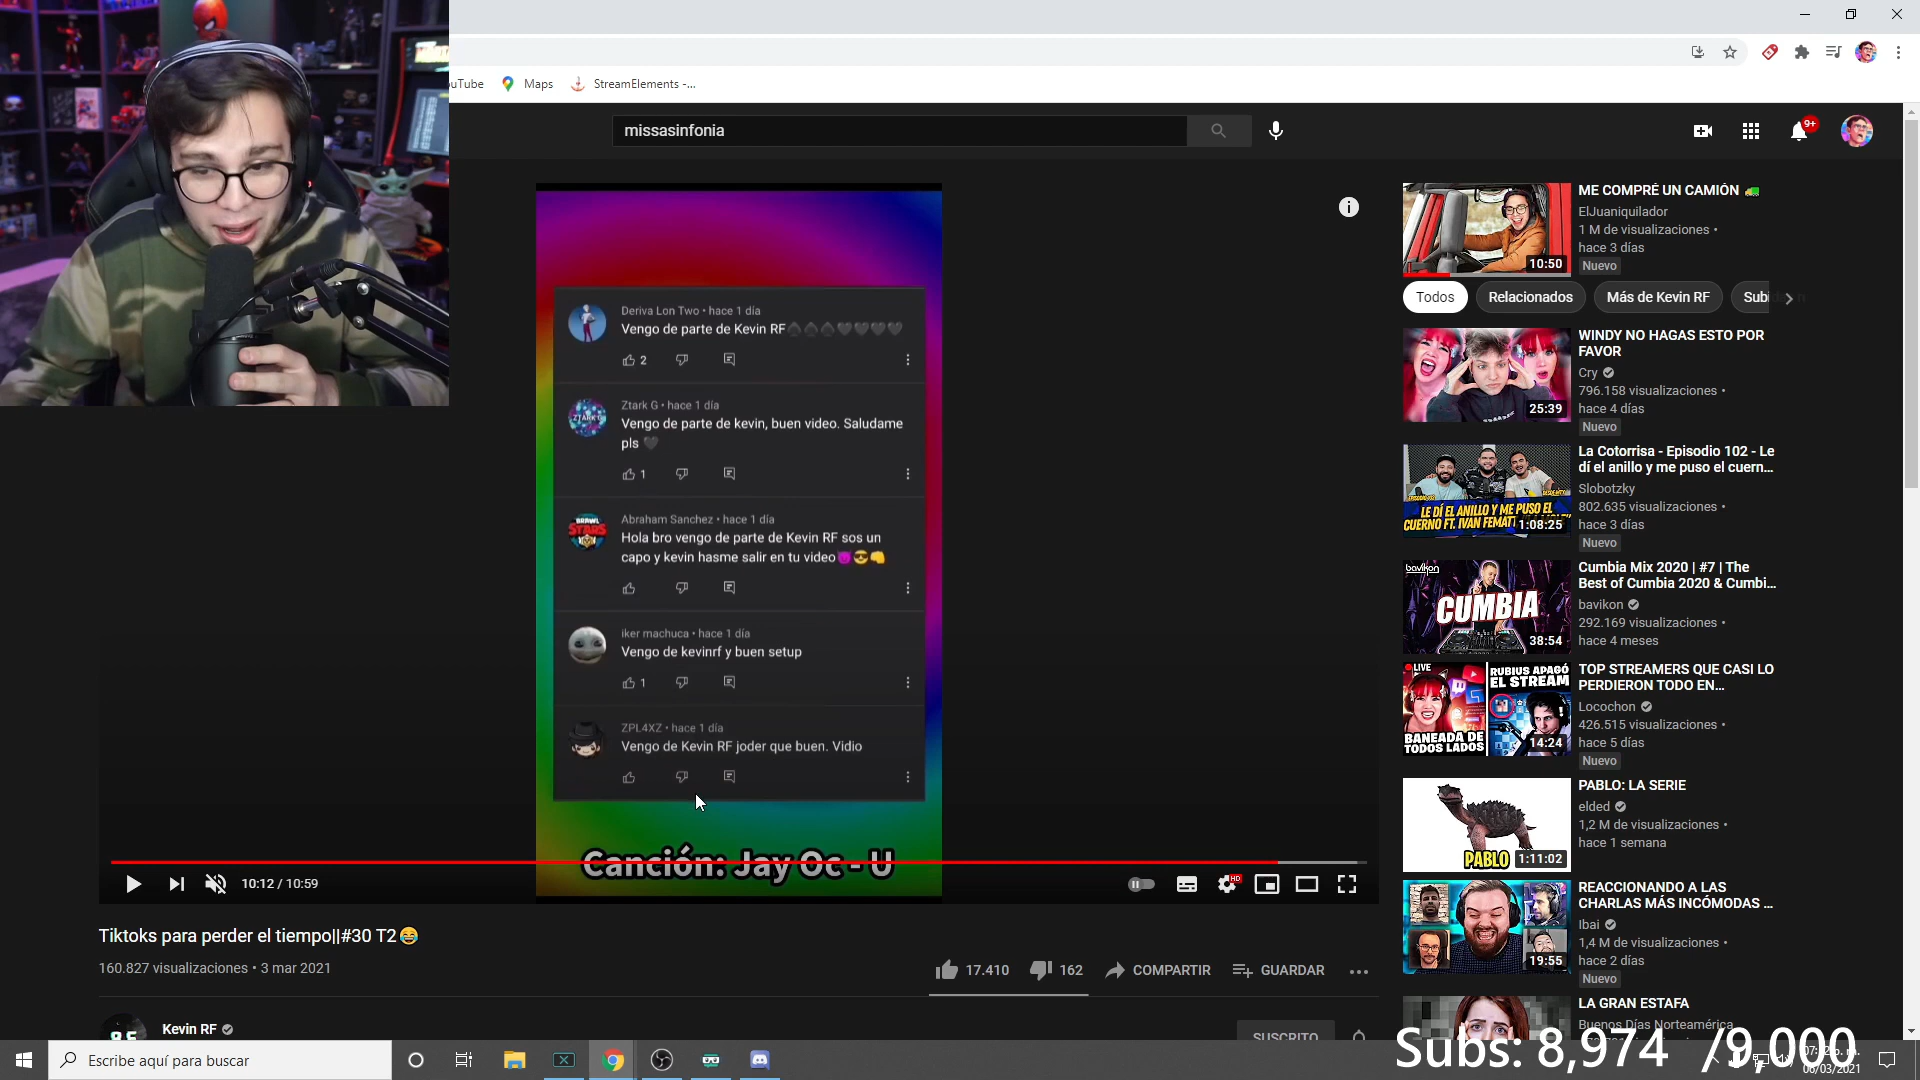 uTube
Maps
StreamElements -...
missasinfonia
9+
Deriva Lon Two • hace 1 día
Vengo de parte de Kevin RF♠♠♠🖤🖤🖤🖤
2
Ztark G • hace 1 día
Vengo de parte de kevin, buen video. Saludame
pls 🖤
1
Abraham Sanchez • hace 1 día
Hola bro vengo de parte de Kevin RF sos un
capo y kevin hasme salir en tu video😈😎👊
iker machuca • hace 1 día
Vengo de kevinrf y buen setup
1
ZPL4XZ • hace 1 día
Vengo de Kevin RF joder que buen. Vidio
Canción: Jay Oc - U
10:12 / 10:59
HD
Tiktoks para perder el tiempo||#30 T2😂
160.827 visualizaciones • 3 mar 2021
17.410
162
COMPARTIR
GUARDAR
Kevin RF
SUSCRITO
ME COMPRÉ UN CAMIÓN 🚛
ElJuaniquilador
1 M de visualizaciones •
hace 3 días
Nuevo
10:50
Todos
Relacionados
Más de Kevin RF
WINDY NO HAGAS ESTO POR
FAVOR
Cry
796.158 visualizaciones •
hace 4 días
Nuevo
25:39
La Cotorrisa - Episodio 102 - Le
dí el anillo y me puso el cuern...
Slobotzky
802.635 visualizaciones •
hace 3 días
Nuevo
LE DÍ EL ANILLO Y ME PUSO EL
CUERNO FT. IVAN FEMATT
1:08:25
Cumbia Mix 2020 | #7 | The
Best of Cumbia 2020 & Cumbi...
bavikon
292.169 visualizaciones •
hace 4 meses
bavikon
CUMBIA
38:54
TOP STREAMERS QUE CASI LO
PERDIERON TODO EN...
Locochon
426.515 visualizaciones •
hace 5 días
Nuevo
LIVE
RUBIUS APAGÓ
EL STREAM
BANEADA DE
TODOS LADOS
14:24
PABLO: LA SERIE
elded
1,2 M de visualizaciones •
hace 1 semana
PABLO
1:11:02
REACCIONANDO A LAS
CHARLAS MÁS INCÓMODAS ...
Ibai
1,4 M de visualizaciones •
hace 2 días
Nuevo
19:55
LA GRAN ESTAFA
Buenos Días Norteamérica
Subs: 8,974 /9,000
Escribe aquí para buscar
06/03/2021